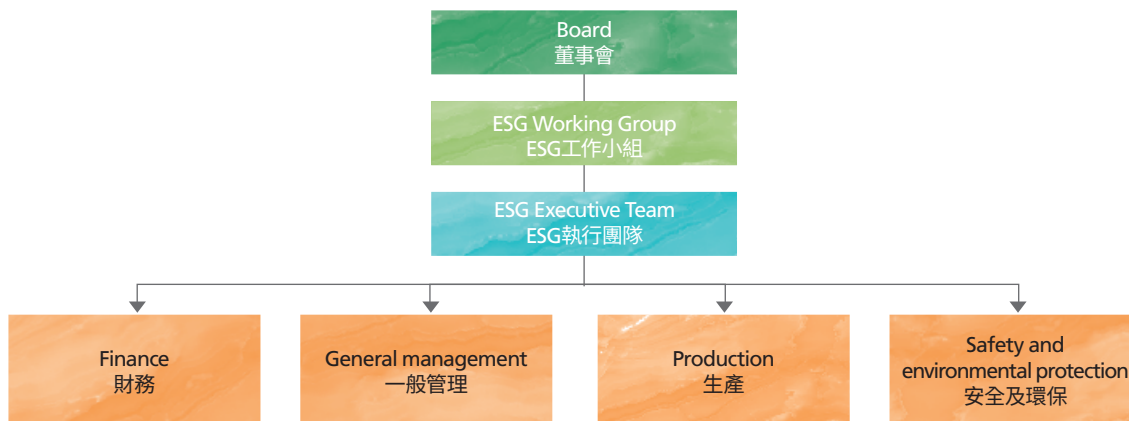 Board
董事會
ESG Working Group
ESG工作小組
ESG Executive Team
ESG執行團隊
Finance
財務
General management
一般管理
Production
生產
Safety and
environmental protection
安全及環保